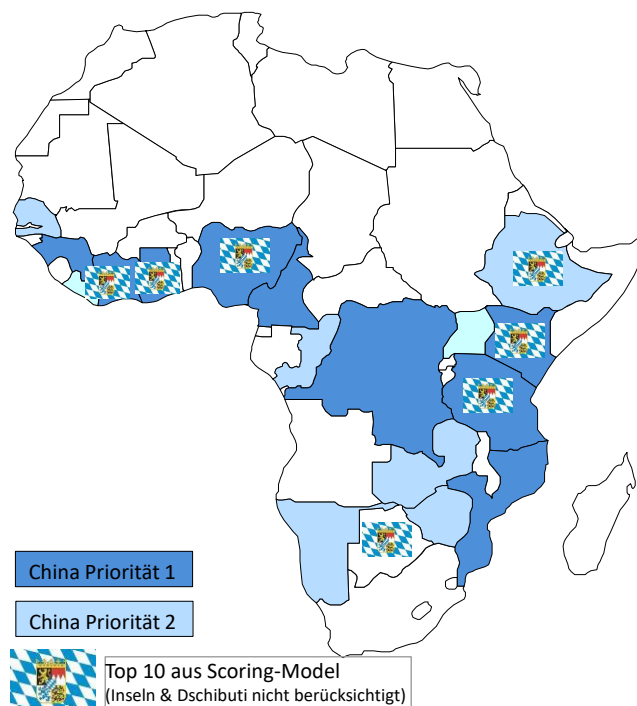 China Priorität 1
China Priorität 2
Top 10 aus Scoring-Model
(Inseln & Dschibuti nicht berücksichtigt)